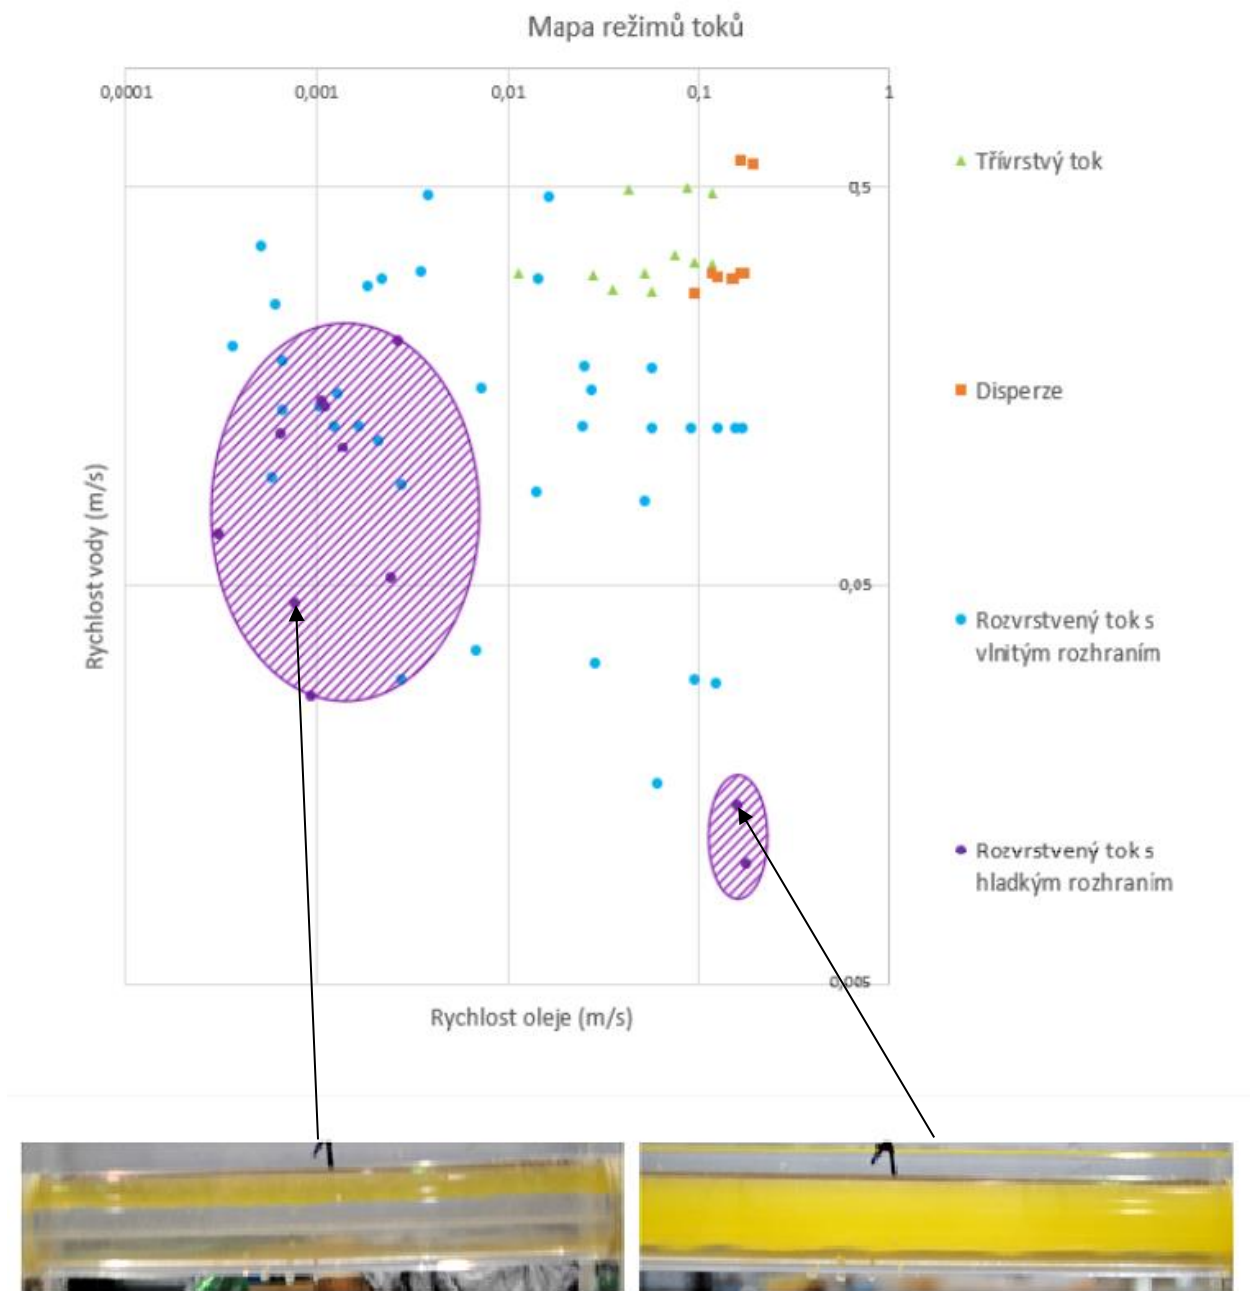 Mapa režimů toků
0,0001 0,001 0,01 0,1 1
0,5
0,05
0,005
Rychlost vody (m/s)
Rychlost oleje (m/s)
Třívrstvý tok
Disperze
Rozvrstvený tok s
vlnitým rozhraním
Rozvrstvený tok s
hladkým rozhraním